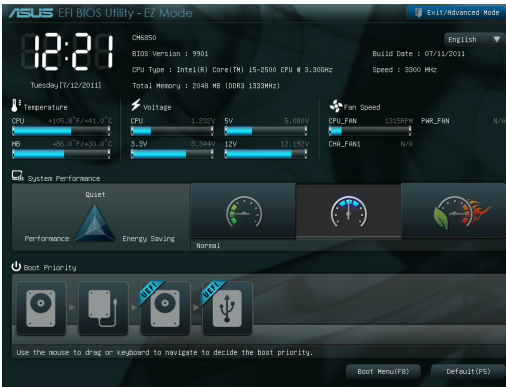 ASUS EFI BIOS Utility - EZ Mode
Exit/Advanced Mode
12:21
Tuesday[7/12/2011]
CM6850
English
BIOS Version : 9901
Build Date : 07/11/2011
CPU Type : Intel(R) Core(TM) i5-2500 CPU @ 3.30GHz
Speed : 3300 MHz
Total Memory : 2048 MB (DDR3 1333MHz)
Temperature
CPU +105.8°F/+41.0°C
MB +86.0°F/+30.0°C
Voltage
CPU 1.232V 5V 5.080V
3.3V 3.344V 12V 12.192V
Fan Speed
CPU_FAN 1315RPM PWR_FAN N/A
CHA_FAN1 N/A
System Performance
Quiet
Performance Energy Saving
Normal
Boot Priority
UEFI
UEFI
Use the mouse to drag or keyboard to navigate to decide the boot priority.
Boot Menu(F8)
Default(F5)